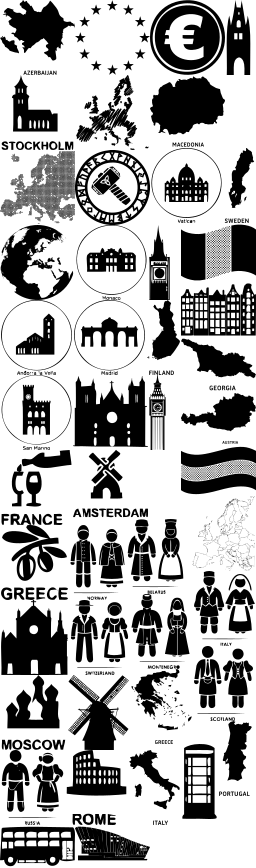 AZERBAIJAN
STOCKHOLM
MACEDONIA
Vatican
SWEDEN
Monaco
Andorra la Vella
Madrid
FINLAND
GEORGIA
San Marino
AUSTRIA
FRANCE
AMSTERDAM
GREECE
NORWAY
BELARUS
ITALY
SWITZERLAND
MONTENEGRO
SCOTLAND
GREECE
MOSCOW
PORTUGAL
RUSSIA
ROME
ITALY